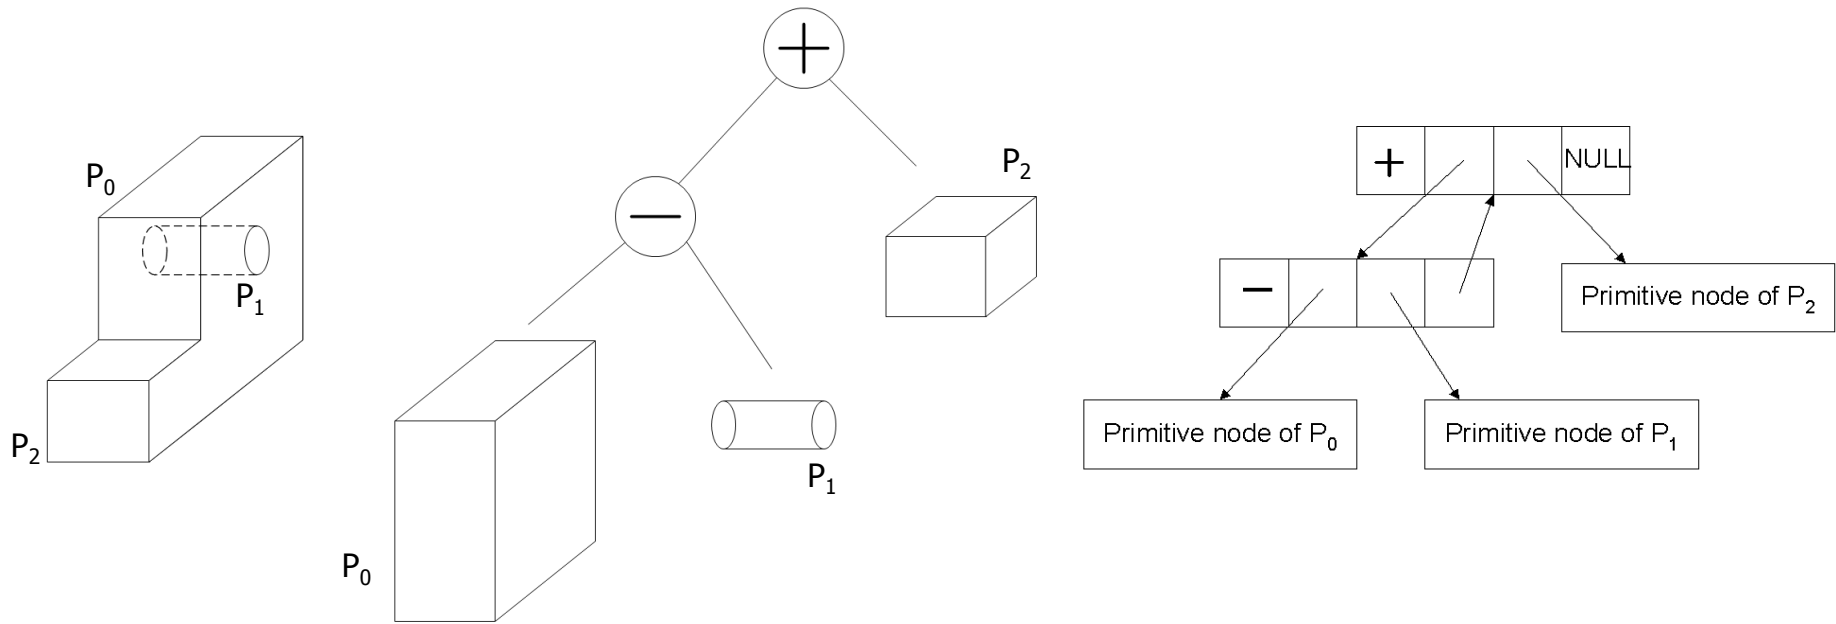 P0
P1
P2
+
−
P2
P1
P0
+ NULL
−
Primitive node of P2
Primitive node of P0
Primitive node of P1